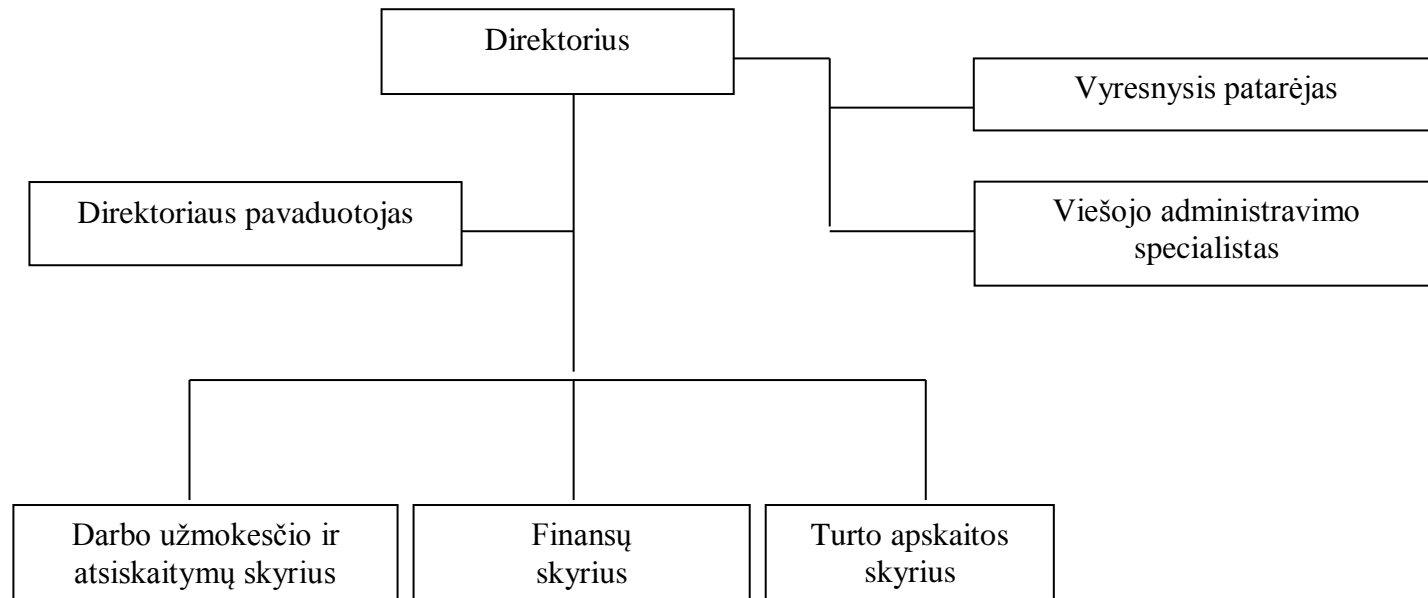 Direktorius
Vyresnysis patarėjas
Direktoriaus pavaduotojas
Viešojo administravimo
specialistas
Darbo užmokesčio ir
atsiskaitymų skyrius
Finansų
skyrius
Turto apskaitos
skyrius